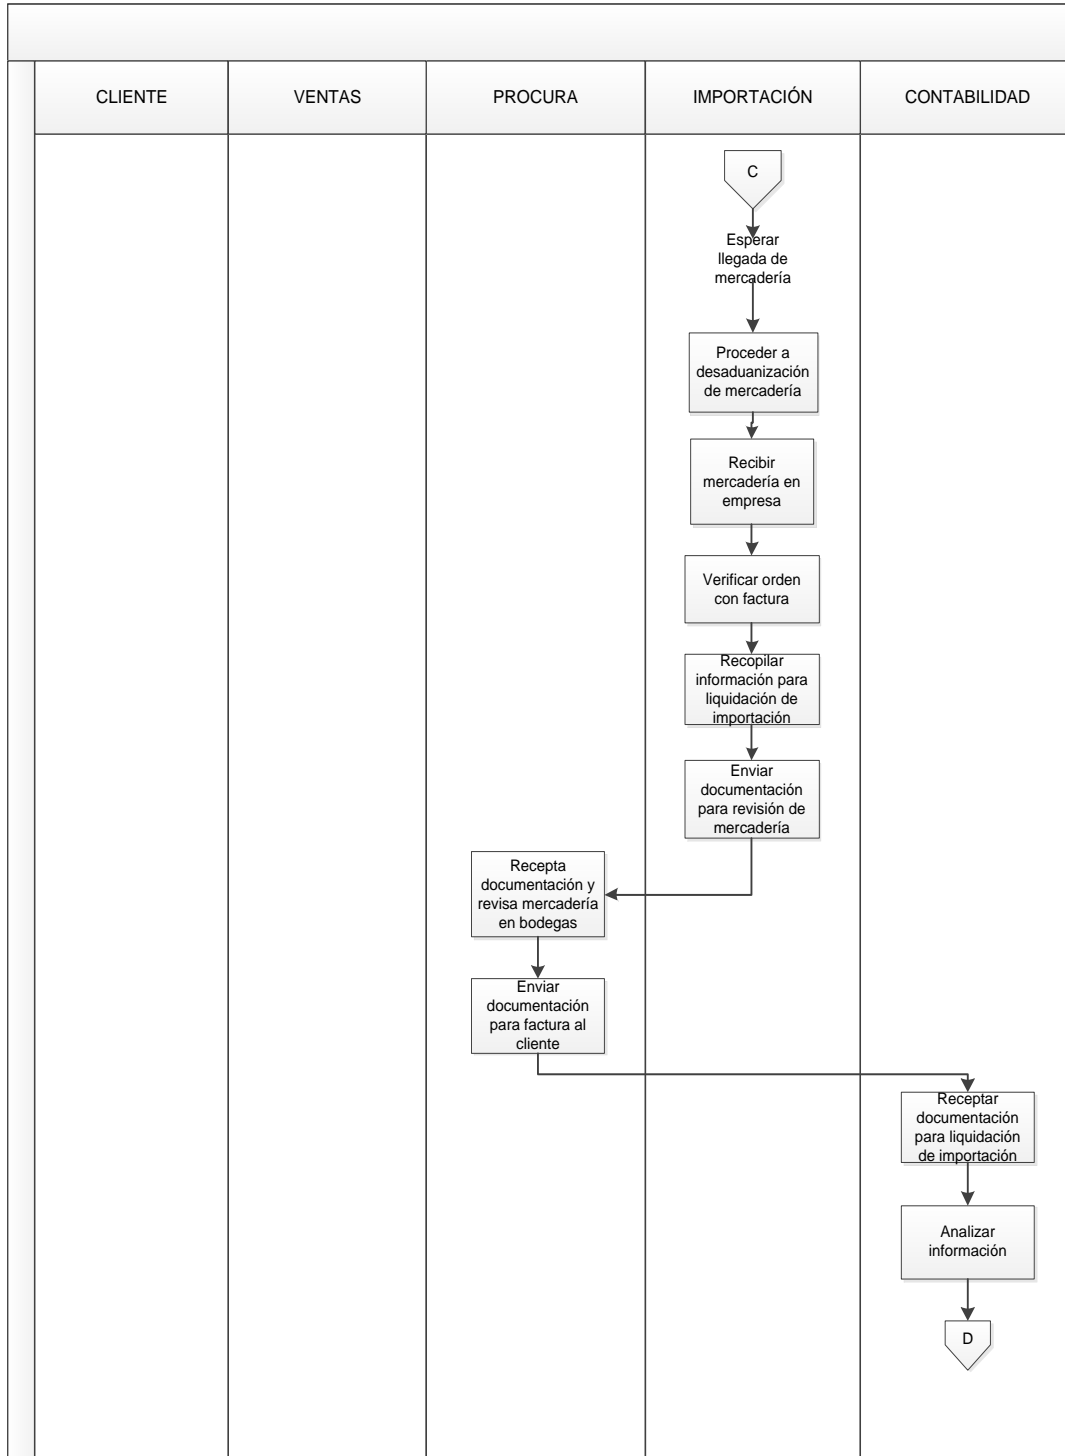 CLIENTE
VENTAS
PROCURA
IMPORTACIÓN
CONTABILIDAD
C
Esperar
llegada de
mercadería
Proceder a
desaduanización
de mercadería
Recibir
mercadería en
empresa
Verificar orden
con factura
Recopilar
información para
liquidación de
importación
Enviar
documentación
para revisión de
mercadería
Recepta
documentación y
revisa mercadería
en bodegas
Enviar
documentación
para factura al
cliente
Receptar
documentación
para liquidación
de importación
Analizar
información
D